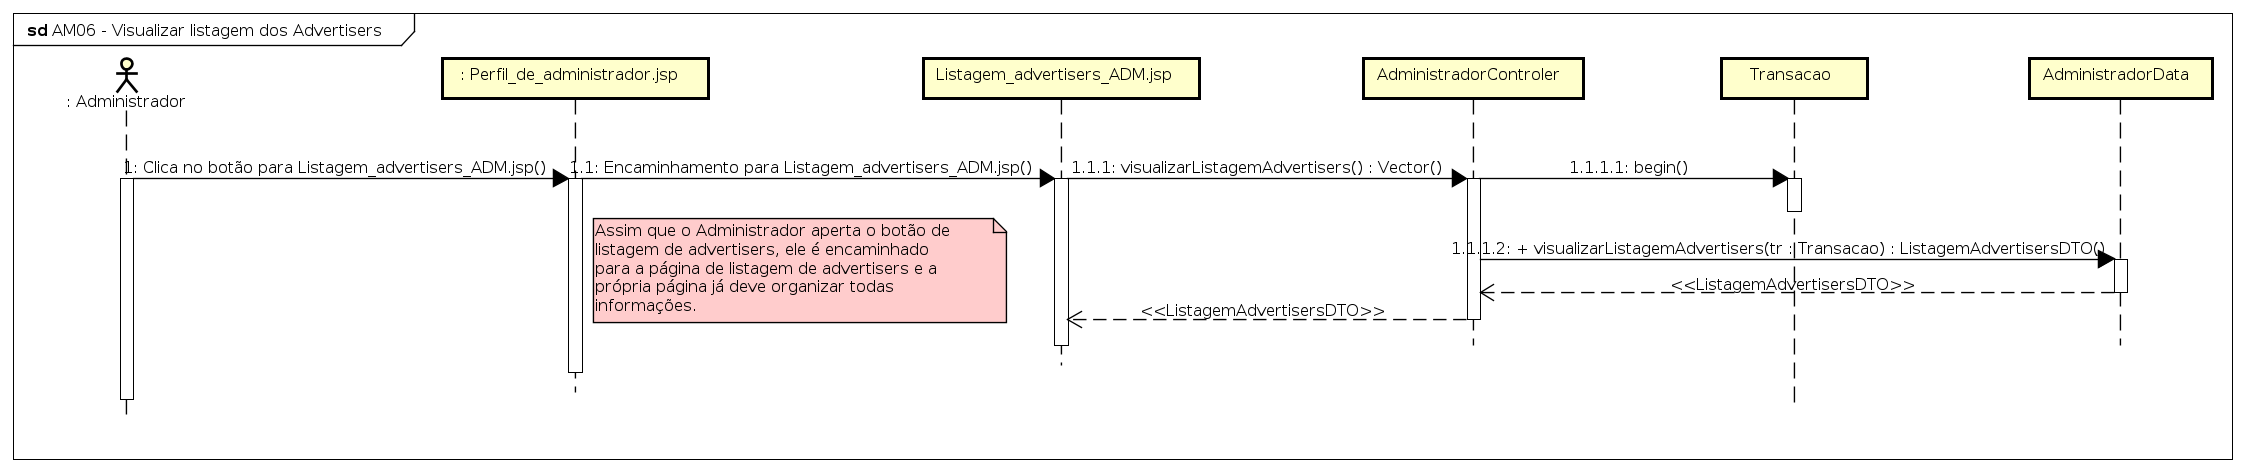 sd AM06 - Visualizar listagem dos Advertisers
: Administrador
: Perfil_de_administrador.jsp
Listagem_advertisers_ADM.jsp
AdministradorControler
Transacao
AdministradorData
1: Clica no botão para Listagem_advertisers_ADM.jsp()
1.1: Encaminhamento para Listagem_advertisers_ADM.jsp()
1.1.1: visualizarListagemAdvertisers() : Vector()
1.1.1.1: begin()
Assim que o Administrador aperta o botão de
listagem de advertisers, ele é encaminhado
para a página de listagem de advertisers e a
própria página já deve organizar todas
informações.
1.1.1.2: + visualizarListagemAdvertisers(tr : Transacao) : ListagemAdvertisersDTO()
<<ListagemAdvertisersDTO>>
<<ListagemAdvertisersDTO>>